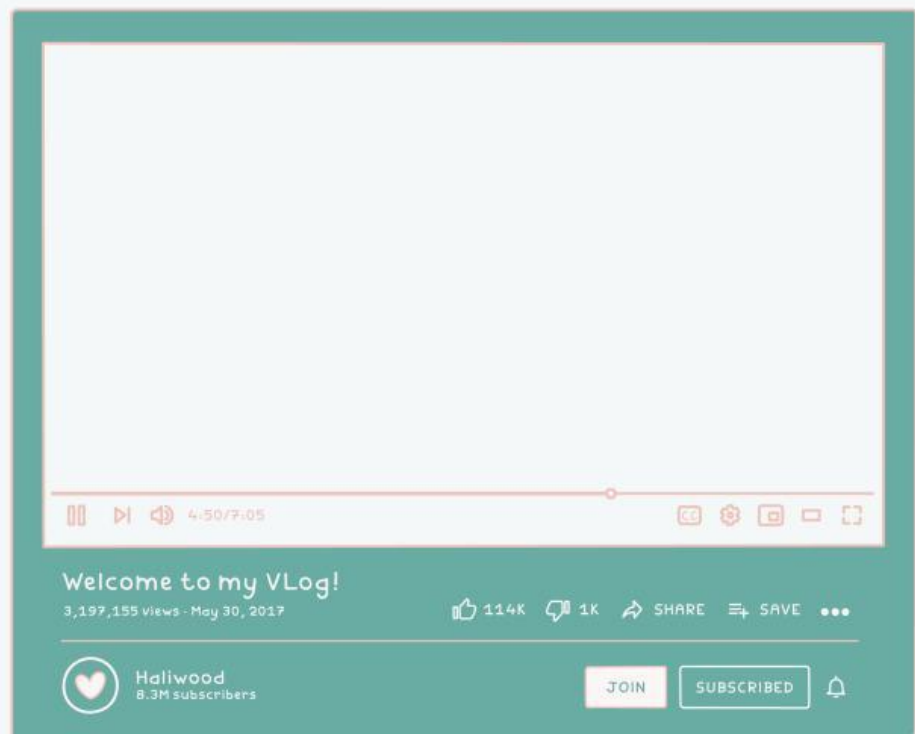 4:50/7:05
CC
Welcome to my VLog!
3,197,155 views - May 30, 2017
114K 1K SHARE SAVE
Haliwood
8.3M subscribers
JOIN SUBSCRIBED